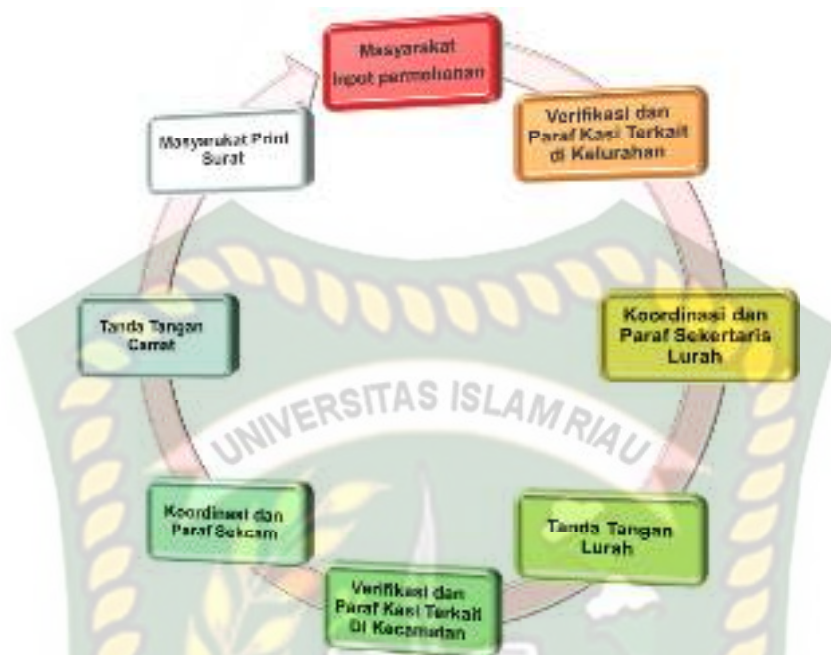 Masyarakat
Input permohonan
Verifikasi dan
Paraf Kasi Terkait
di Kelurahan
Koordinasi dan
Paraf Sekertaris
Lurah
Tanda Tangan
Lurah
Verifikasi dan
Paraf Kasi Terkait
Di Kecamatan
Koordinasi dan
Paraf Sekcam
Tanda Tangan
Camat
Masyarakat Print
Surat
UNIVERSITAS ISLAM RIAU